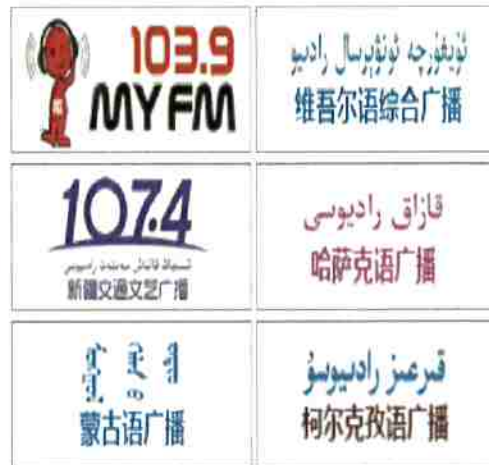 103.9
MY FM
ئۇيغۇرچە ئونۋېرسال رادىيو
维吾尔语综合广播
107.4
新疆交通文艺广播
قازاق راديوسى
哈萨克语广播
蒙古语广播
قىرعىز رادىيوسۇ
柯尔克孜语广播